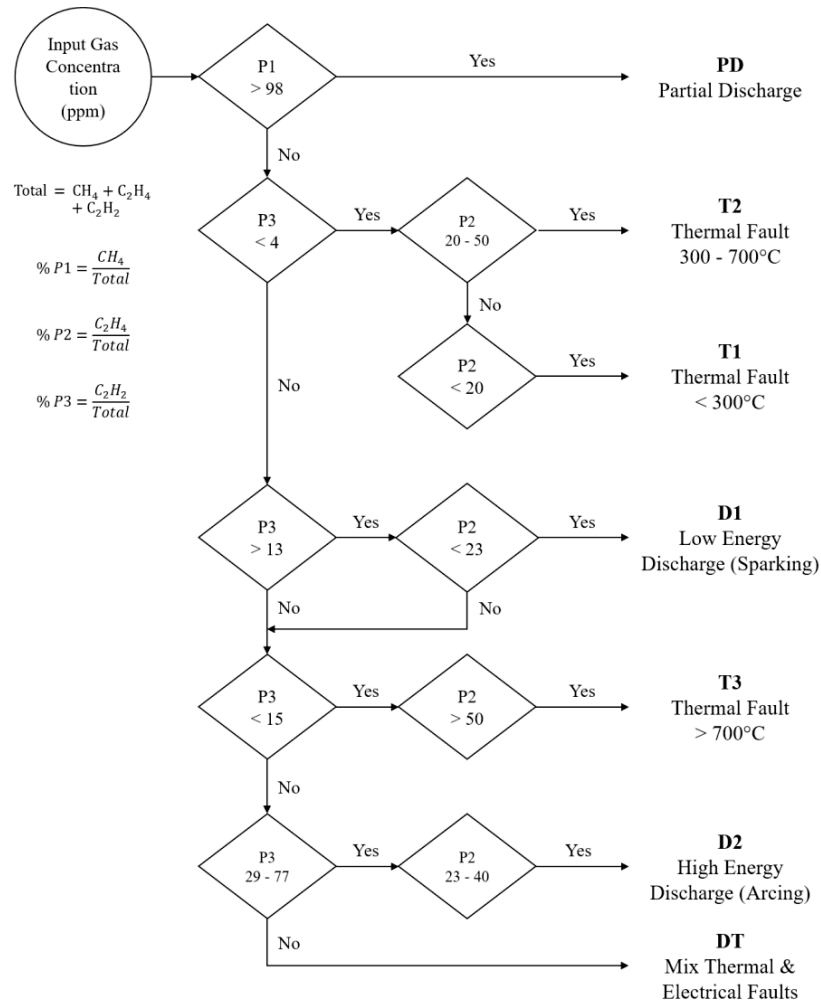 Input Gas
Concentra
tion
(ppm)
P1
> 98
Yes
PD
Partial Discharge
No
Total = CH₄ + C₂H₄
+ C₂H₂
% P1 = CH₄ / Total
% P2 = C₂H₄ / Total
% P3 = C₂H₂ / Total
P3
< 4
Yes
P2
20 - 50
Yes
T2
Thermal Fault
300 - 700°C
No
P2
< 20
Yes
T1
Thermal Fault
< 300°C
No
P3
> 13
Yes
P2
< 23
Yes
D1
Low Energy
Discharge (Sparking)
No
No
P3
< 15
Yes
P2
> 50
Yes
T3
Thermal Fault
> 700°C
No
P3
29 - 77
Yes
P2
23 - 40
Yes
D2
High Energy
Discharge (Arcing)
No
DT
Mix Thermal &
Electrical Faults